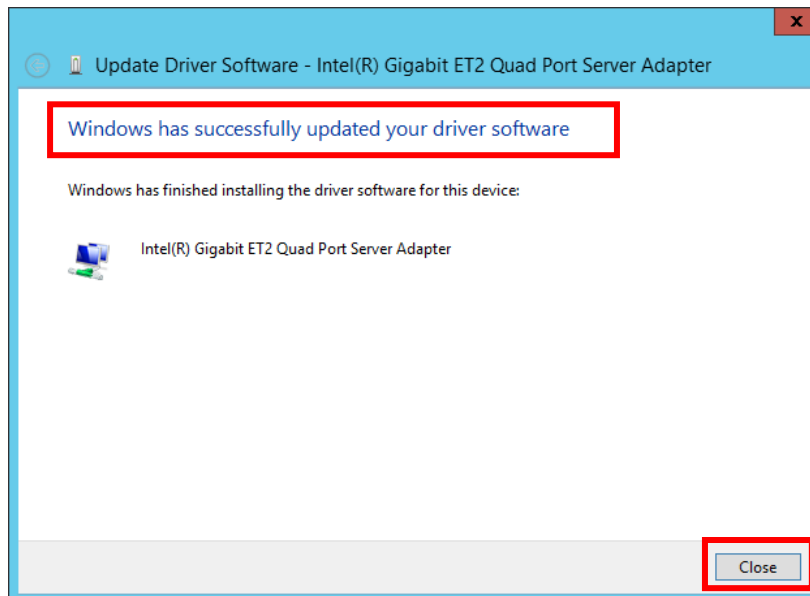 x
Update Driver Software - Intel(R) Gigabit ET2 Quad Port Server Adapter
Windows has successfully updated your driver software
Windows has finished installing the driver software for this device:
Intel(R) Gigabit ET2 Quad Port Server Adapter
Close